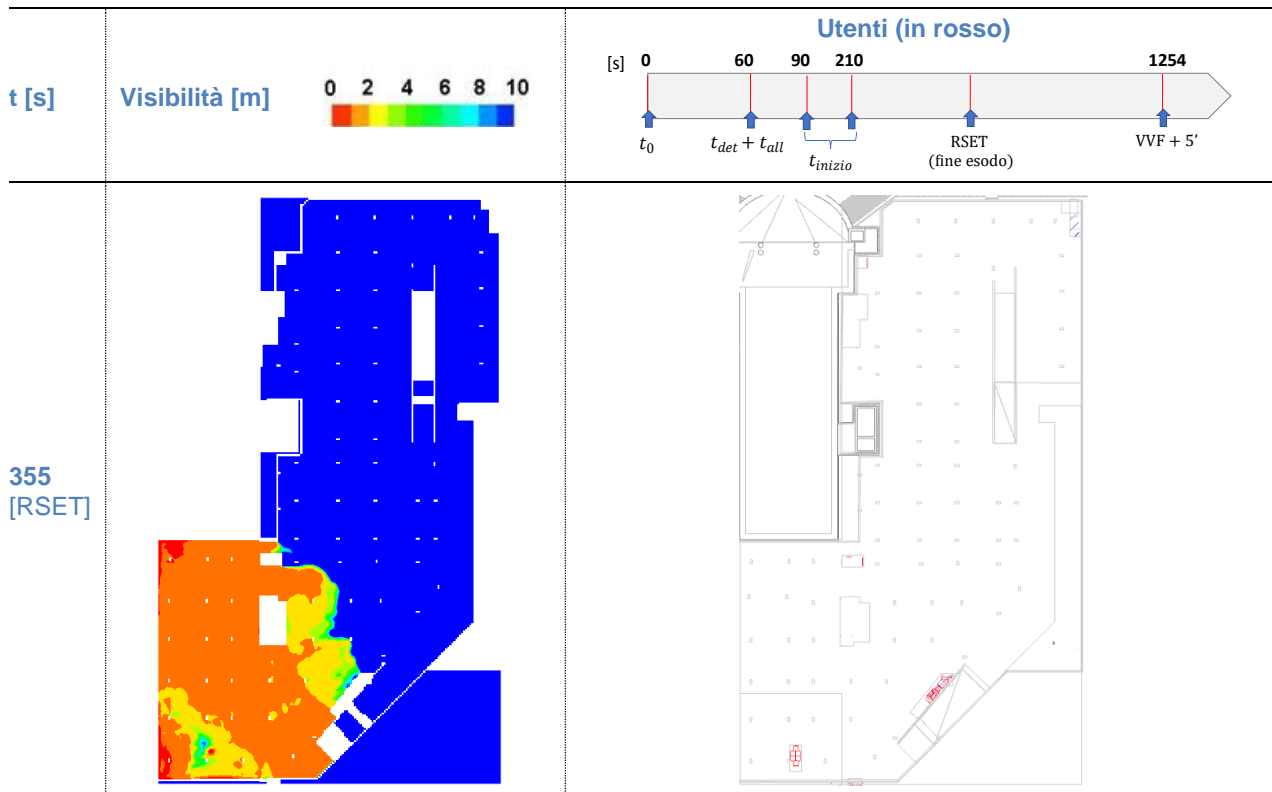 t [s]
Visibilità [m]
0 2 4 6 8 10
Utenti (in rosso)
[s] 0 60 90 210 1254
t0
tdet + tall
tinizio
RSET
(fine esodo)
VVF + 5’
355
[RSET]